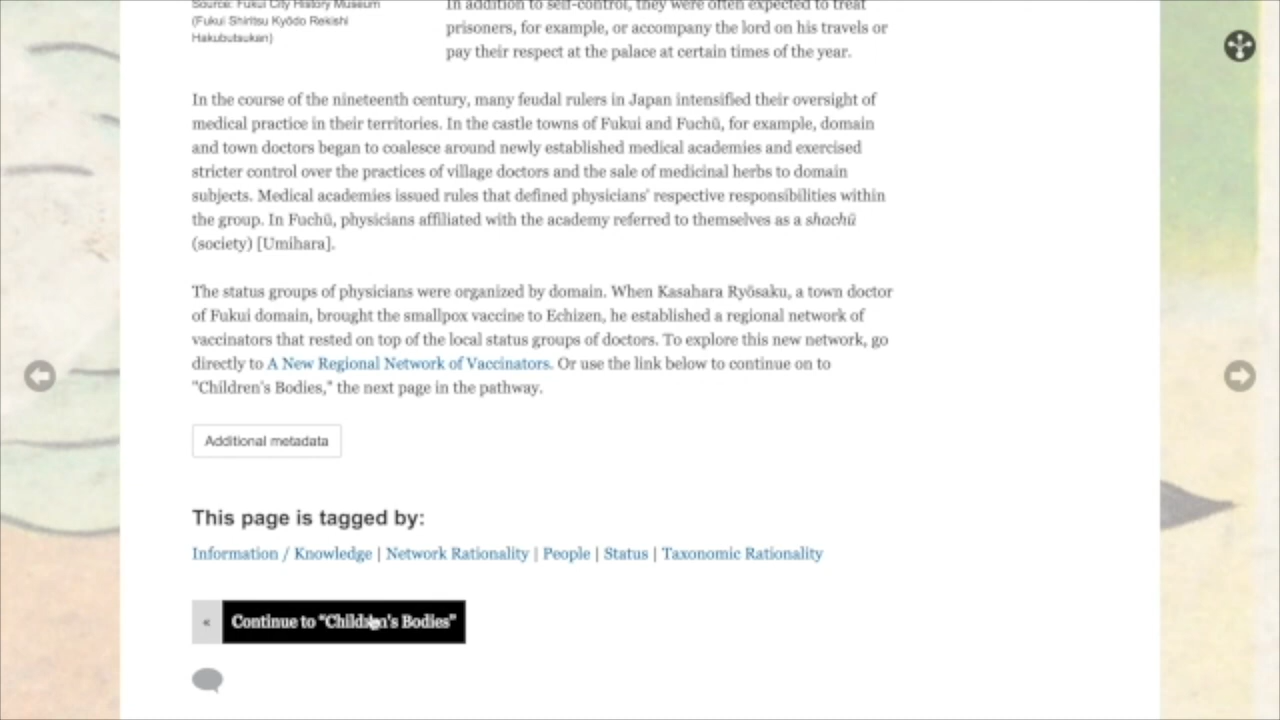 Source: Fukui City History Museum
(Fukui Shiritsu Kyōdo Rekishi
Hakubutsukan)
In addition to self-control, they were often expected to treat
prisoners, for example, or accompany the lord on his travels or
pay their respect at the palace at certain times of the year.
In the course of the nineteenth century, many feudal rulers in Japan intensified their oversight of
medical practice in their territories. In the castle towns of Fukui and Fuchū, for example, domain
and town doctors began to coalesce around newly established medical academies and exercised
stricter control over the practices of village doctors and the sale of medicinal herbs to domain
subjects. Medical academies issued rules that defined physicians' respective responsibilities within
the group. In Fuchū, physicians affiliated with the academy referred to themselves as a shachū
(society) [Umihara].
The status groups of physicians were organized by domain. When Kasahara Ryōsaku, a town doctor
of Fukui domain, brought the smallpox vaccine to Echizen, he established a regional network of
vaccinators that rested on top of the local status groups of doctors. To explore this new network, go
directly to A New Regional Network of Vaccinators. Or use the link below to continue on to
"Children's Bodies," the next page in the pathway.
Additional metadata
This page is tagged by:
Information / Knowledge | Network Rationality | People | Status | Taxonomic Rationality
« Continue to “Children's Bodies”